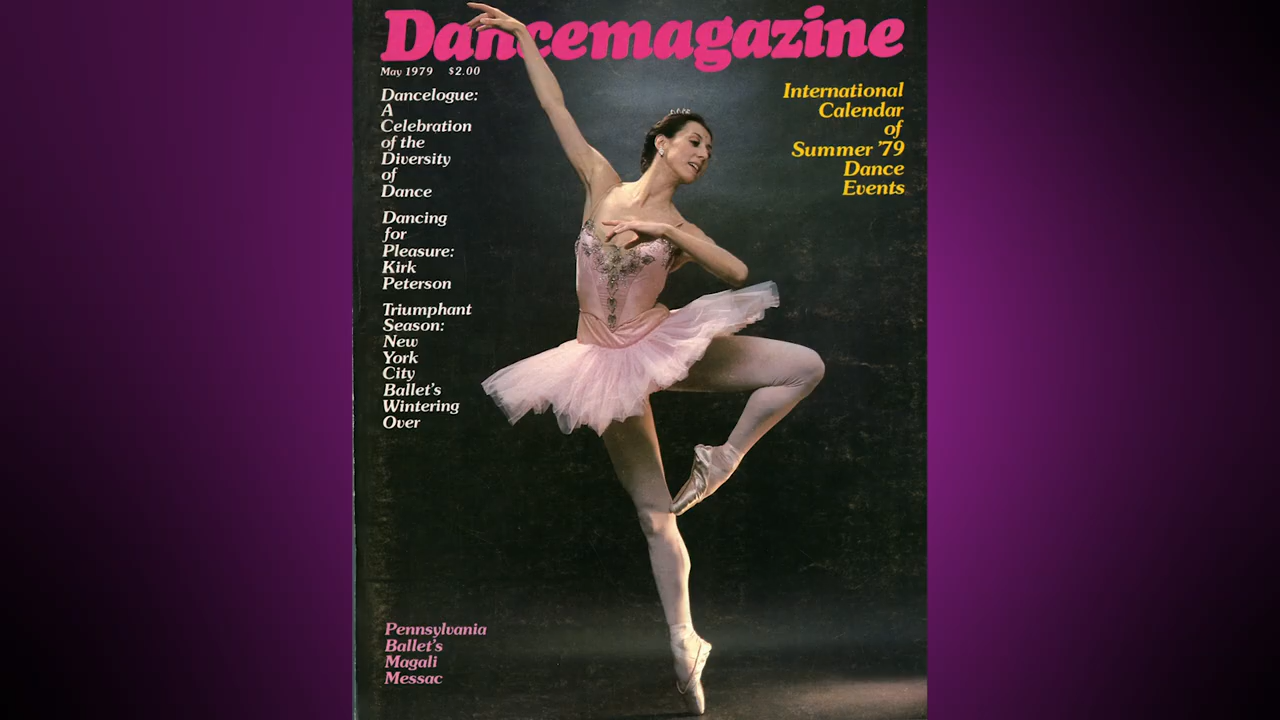 Dancemagazine
May 1979 $2.00
Dancelogue:
A
Celebration
of the
Diversity
of
Dance
Dancing
for
Pleasure:
Kirk
Peterson
Triumphant
Season:
New
York
City
Ballet's
Wintering
Over
International
Calendar
of
Summer '79
Dance
Events
Pennsylvania
Ballet's
Magali
Messac